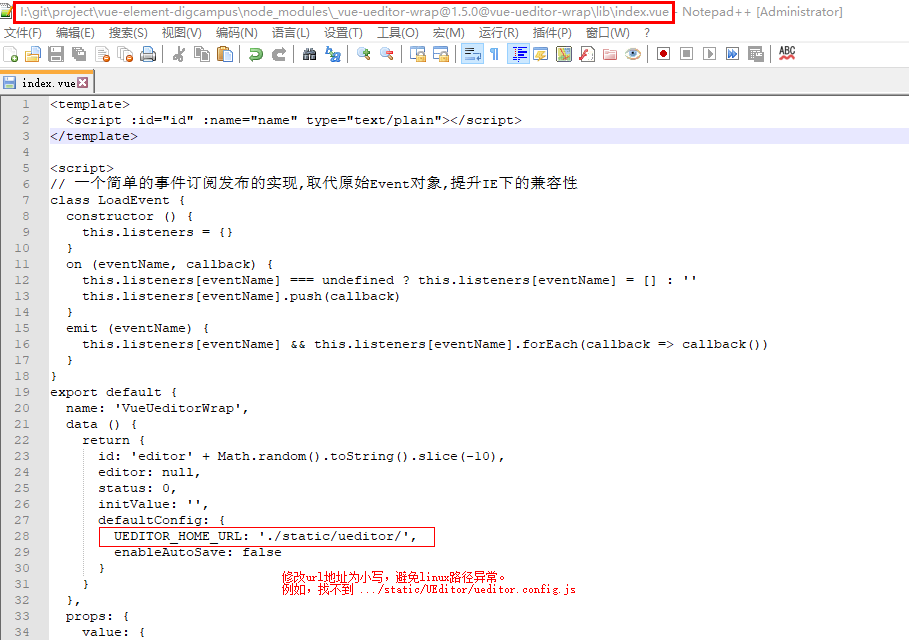 I:\git\project\vue-element-digcampus\node_modules\_vue-ueditor-wrap@1.5.0@vue-ueditor-wrap\lib\index.vue - Notepad++ [Administrator]
文件(F) 编辑(E) 搜索(S) 视图(V) 编码(N) 语言(L) 设置(T) 工具(O) 宏(M) 运行(R) 插件(P) 窗口(W) ?
ABC
index.vue
1 <template>
2   <script :id="id" :name="name" type="text/plain"></script>
3 </template>
4
5 <script>
6 // 一个简单的事件订阅发布的实现,取代原始Event对象,提升IE下的兼容性
7 class LoadEvent {
8   constructor () {
9     this.listeners = {}
10   }
11   on (eventName, callback) {
12     this.listeners[eventName] === undefined ? this.listeners[eventName] = [] : ''
13     this.listeners[eventName].push(callback)
14   }
15   emit (eventName) {
16     this.listeners[eventName] && this.listeners[eventName].forEach(callback => callback())
17   }
18 }
19 export default {
20   name: 'VueUeditorWrap',
21   data () {
22     return {
23       id: 'editor' + Math.random().toString().slice(-10),
24       editor: null,
25       status: 0,
26       initValue: '',
27       defaultConfig: {
28         UEDITOR_HOME_URL: './static/ueditor/',
29         enableAutoSave: false
30       }
31     }
修改url地址为小写，避免linux路径异常。
例如，找不到 .../static/UEditor/ueditor.config.js
32   },
33   props: {
34     value: {